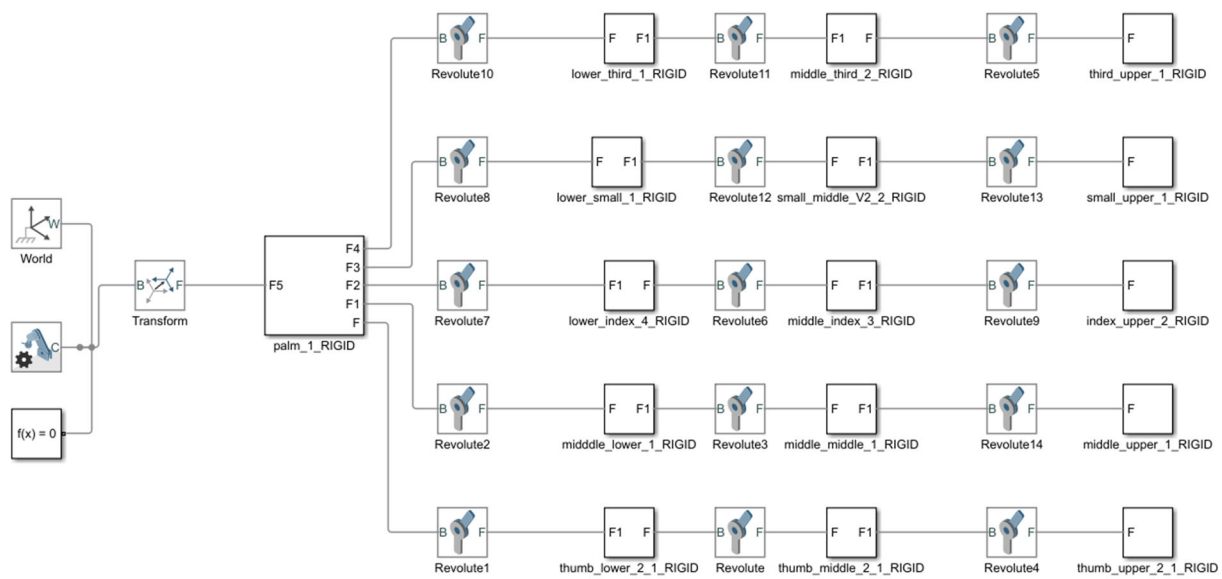 B F F F1 B F F1 F B F F
Revolute10 lower_third_1_RIGID Revolute11 middle_third_2_RIGID Revolute5 third_upper_1_RIGID
B F F F1 B F F F1 B F F
Revolute8 lower_small_1_RIGID Revolute12 small_middle_V2_2_RIGID Revolute13 small_upper_1_RIGID
W
World
F4
F3
B F F5 F2 B F F1 F B F F F1 B F F
F1
F
Transform Revolute7 lower_index_4_RIGID Revolute6 middle_index_3_RIGID Revolute9 index_upper_2_RIGID
palm_1_RIGID
C
B F F F1 B F F F1 B F F
f(x) = 0
Revolute2 midddle_lower_1_RIGID Revolute3 middle_middle_1_RIGID Revolute14 middle_upper_1_RIGID
B F F1 F B F F F1 B F F
Revolute1 thumb_lower_2_1_RIGID Revolute thumb_middle_2_1_RIGID Revolute4 thumb_upper_2_1_RIGID